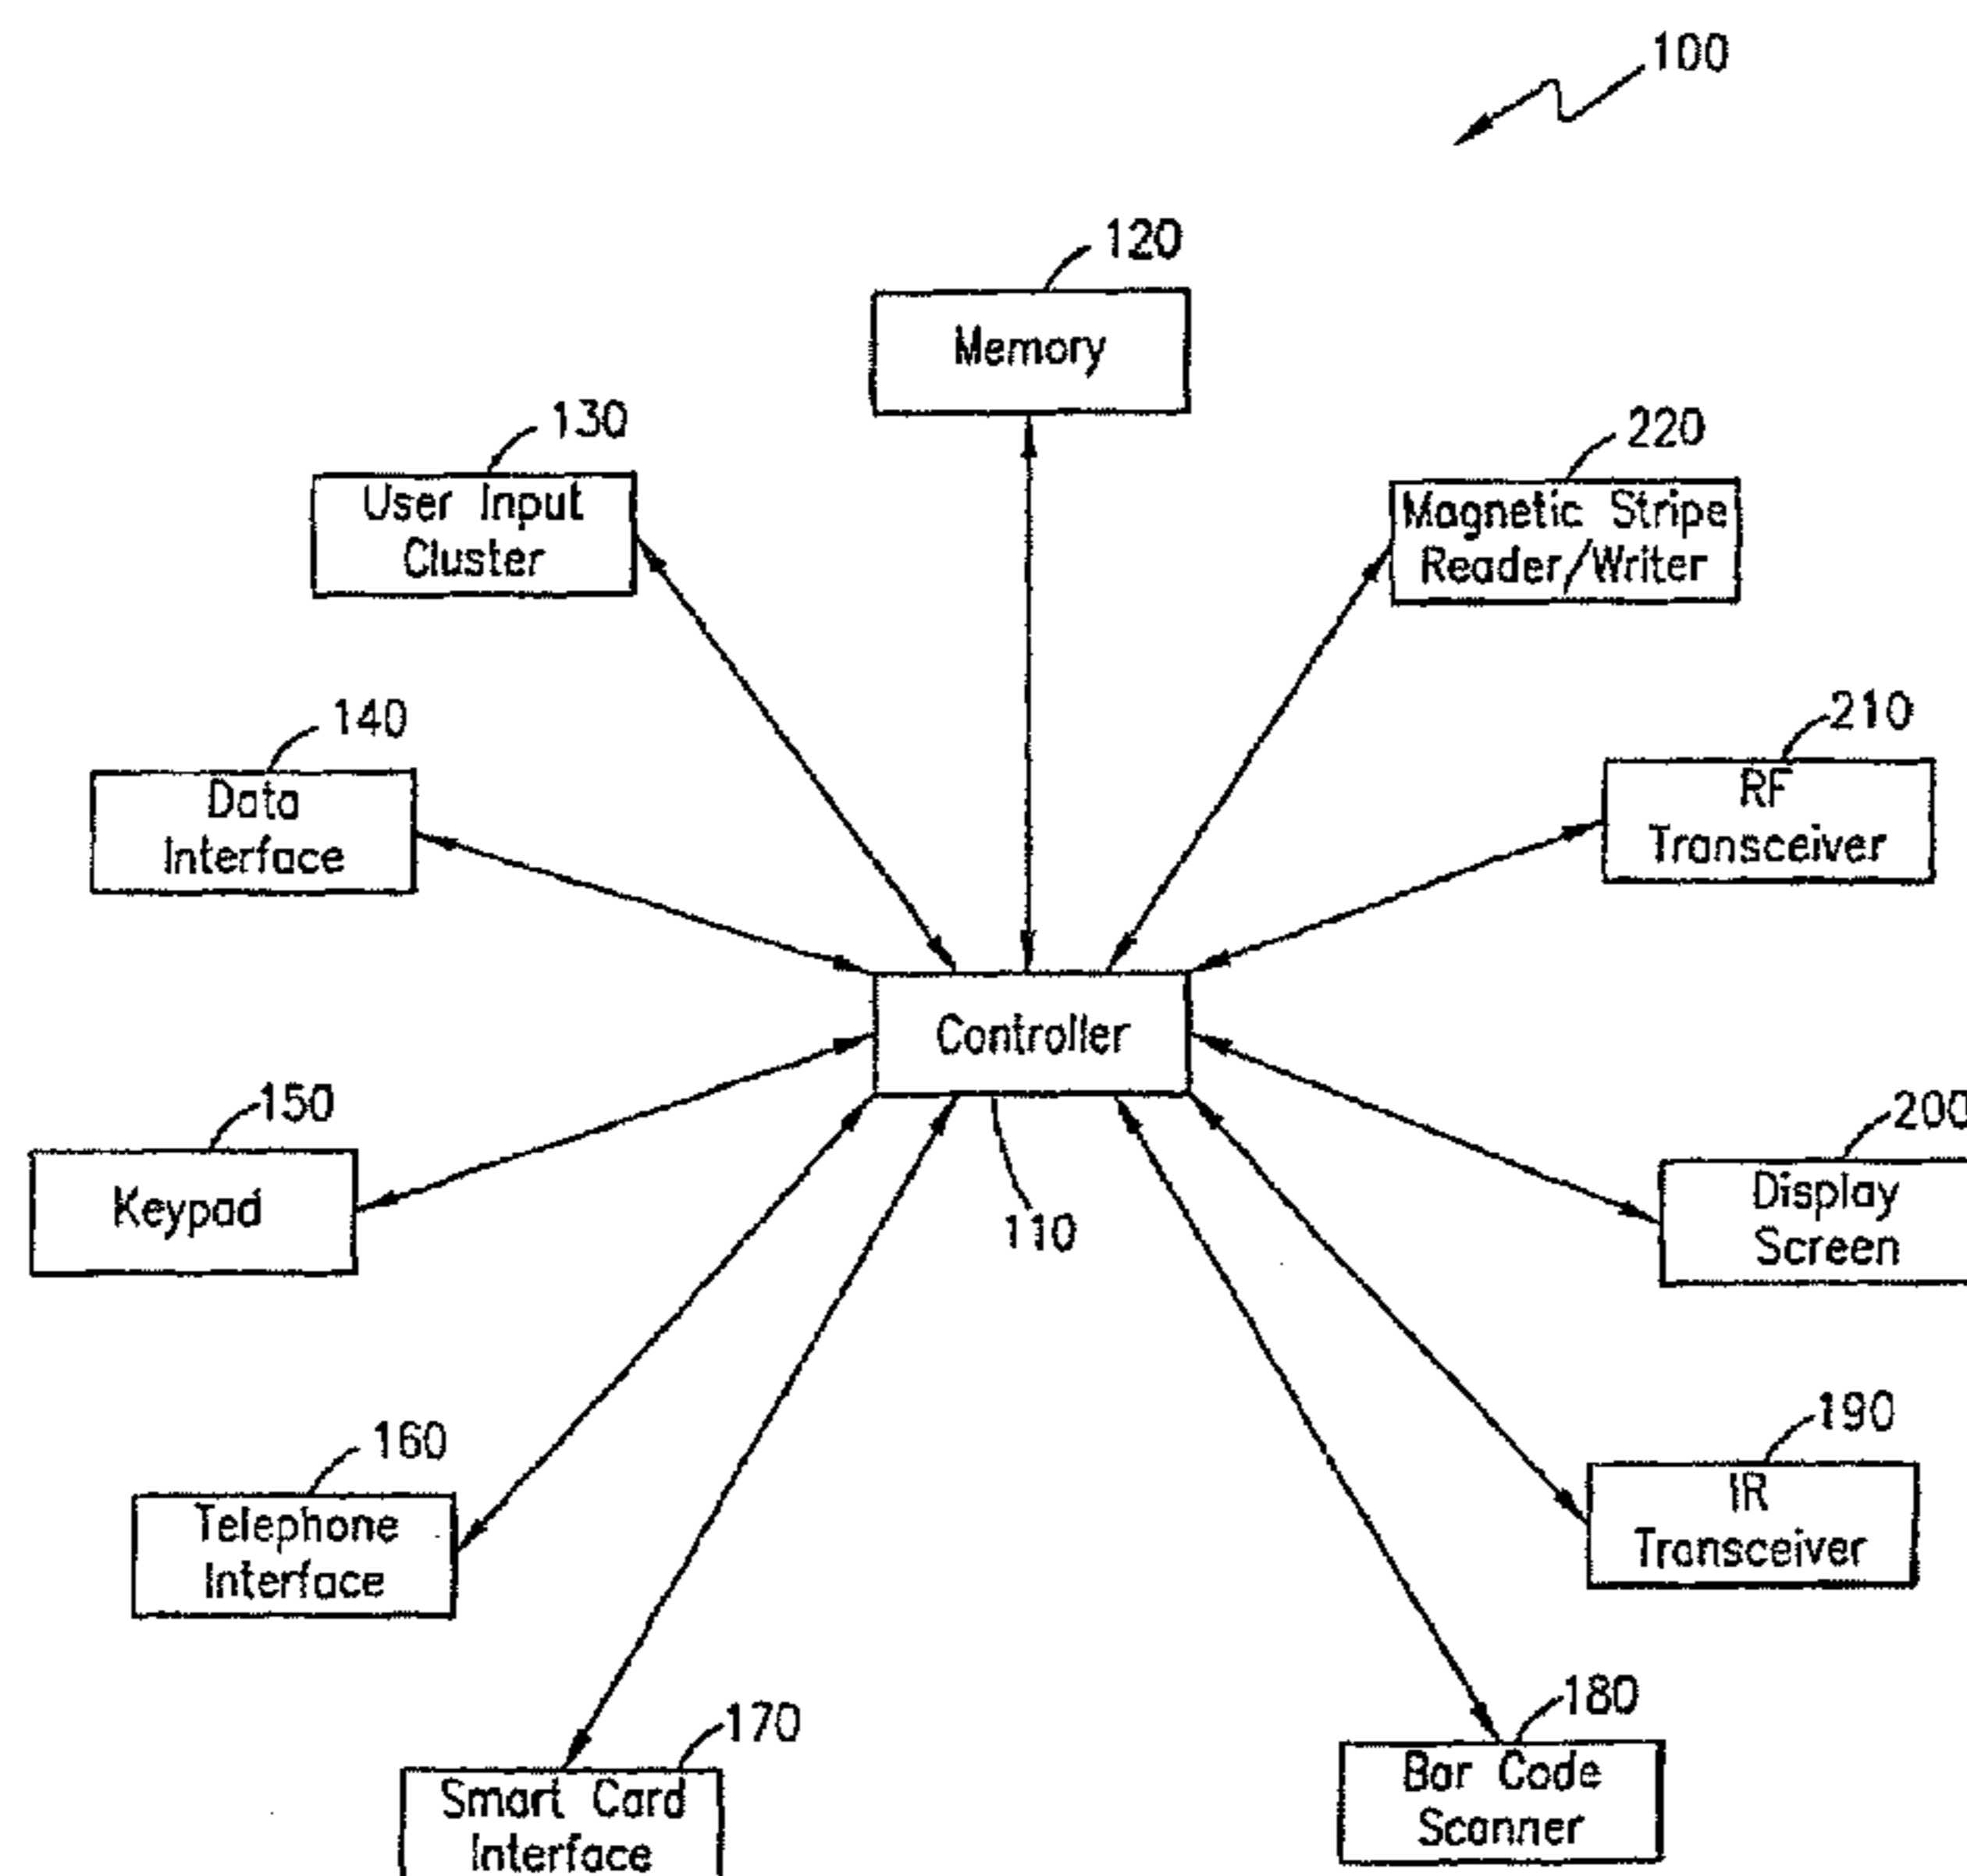 100
120
Memory
130
User Input
Cluster
220
Magnetic Stripe
Reader/Writer
140
Data
Interface
210
RF
Transceiver
Controller
110
150
Keypad
200
Display
Screen
160
Telephone
Interface
190
IR
Transceiver
170
Smart Card
Interface
180
Bar Code
Scanner